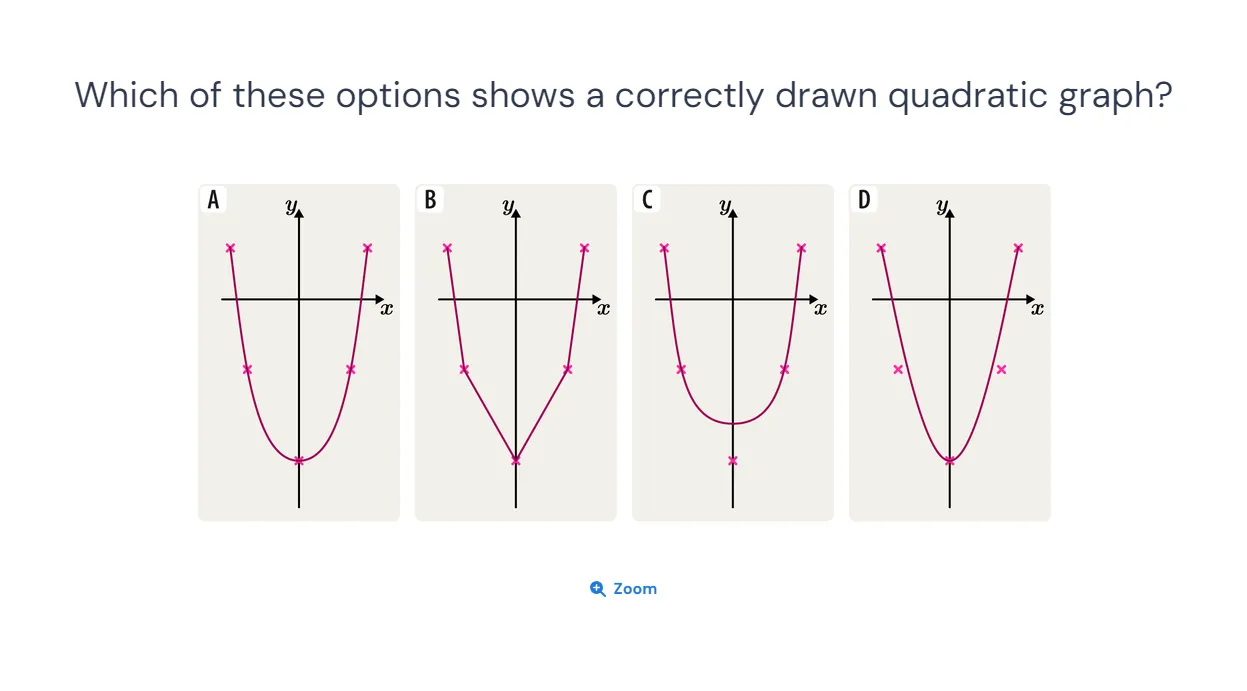 Which of these options shows a correctly drawn quadratic graph?
A
y
x
B
y
x
C
y
x
D
y
x
Zoom